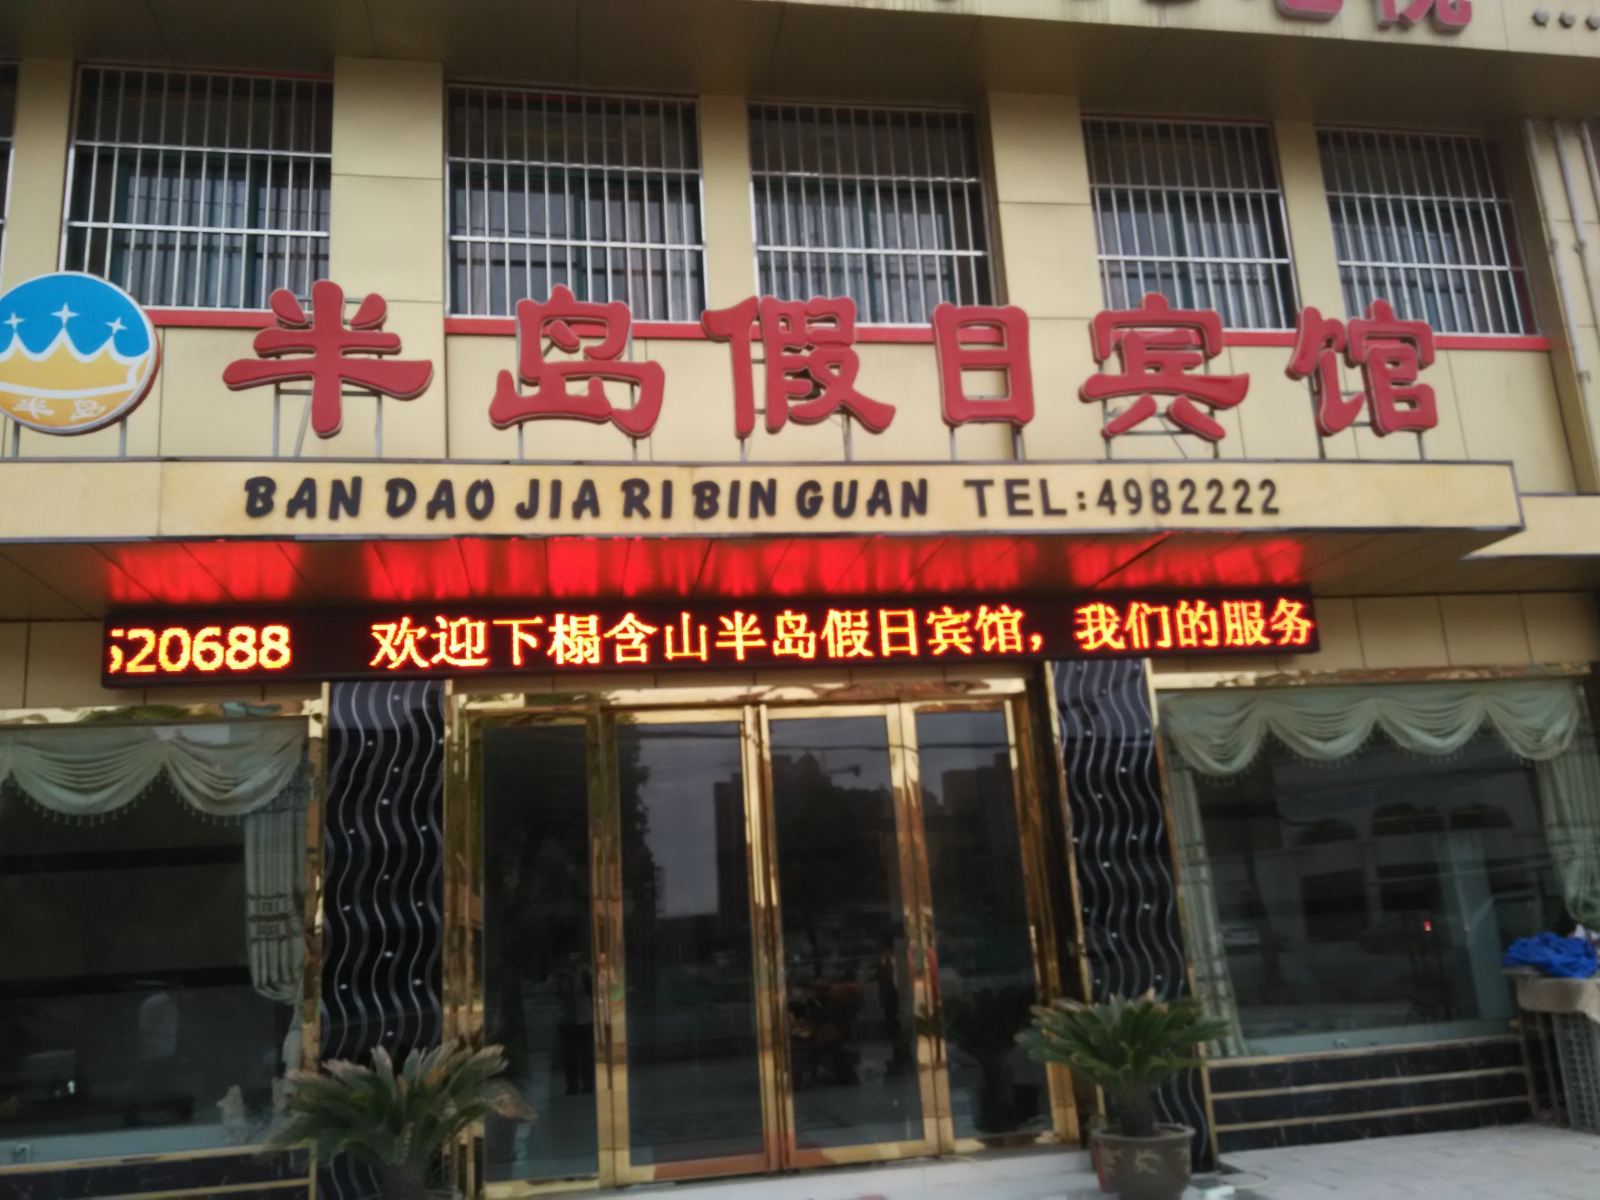 半岛假日宾馆
半岛
BAN DAO JIA RI BIN GUAN TEL:4982222
520688 欢迎下榻含山半岛假日宾馆，我们的服务